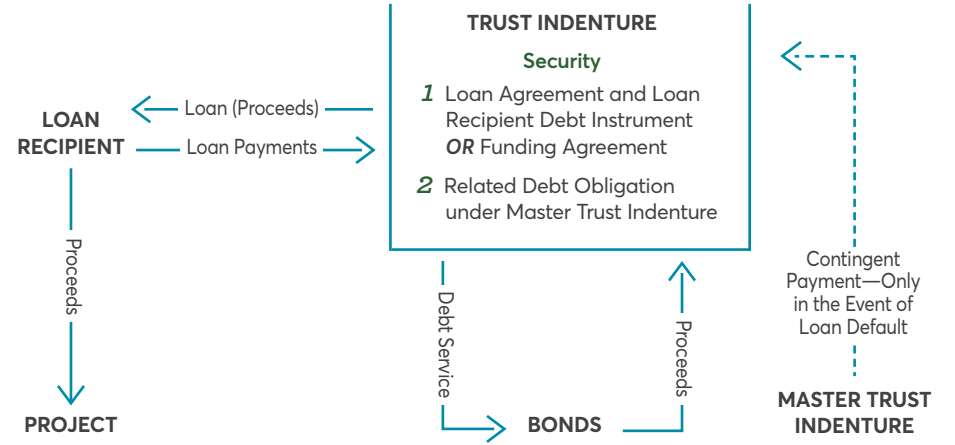 TRUST INDENTURE
Security
1 Loan Agreement and Loan
Recipient Debt Instrument
OR Funding Agreement
2 Related Debt Obligation
under Master Trust Indenture
Loan (Proceeds)
LOAN
RECIPIENT
Loan Payments
Proceeds
PROJECT
Debt Service
BONDS
Proceeds
Contingent
Payment—Only
in the Event of
Loan Default
MASTER TRUST
INDENTURE